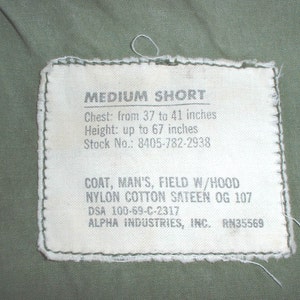 MEDIUM SHORT
Chest: from 37 to 41 inches
Height: up to 67 inches
Stock No.: 8405-782-2938
COAT, MAN'S, FIELD W/HOOD
NYLON COTTON SATEEN OG 107
DSA 100-69-C-2317
ALPHA INDUSTRIES, INC. RN35569